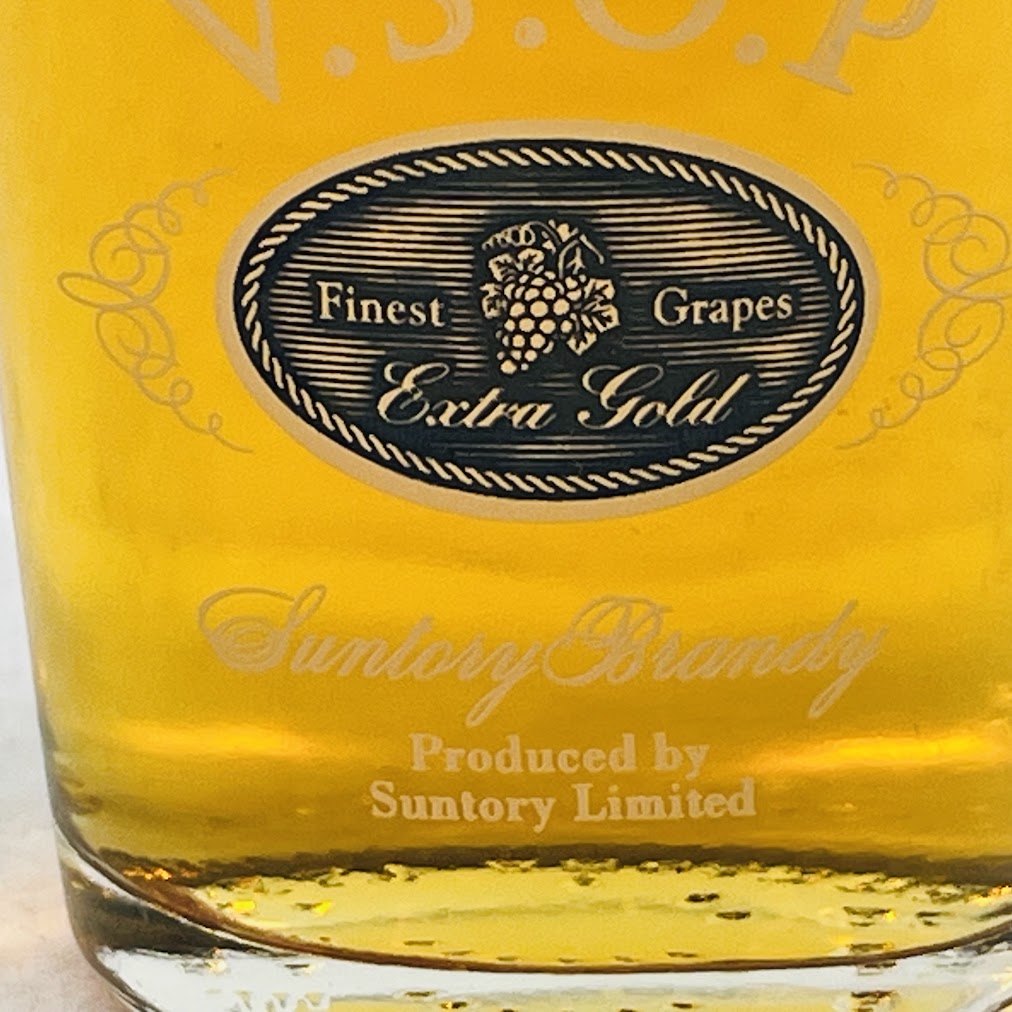 V.S.O.P
Finest Grapes
Extra Gold
Suntory Brandy
Produced by
Suntory Limited